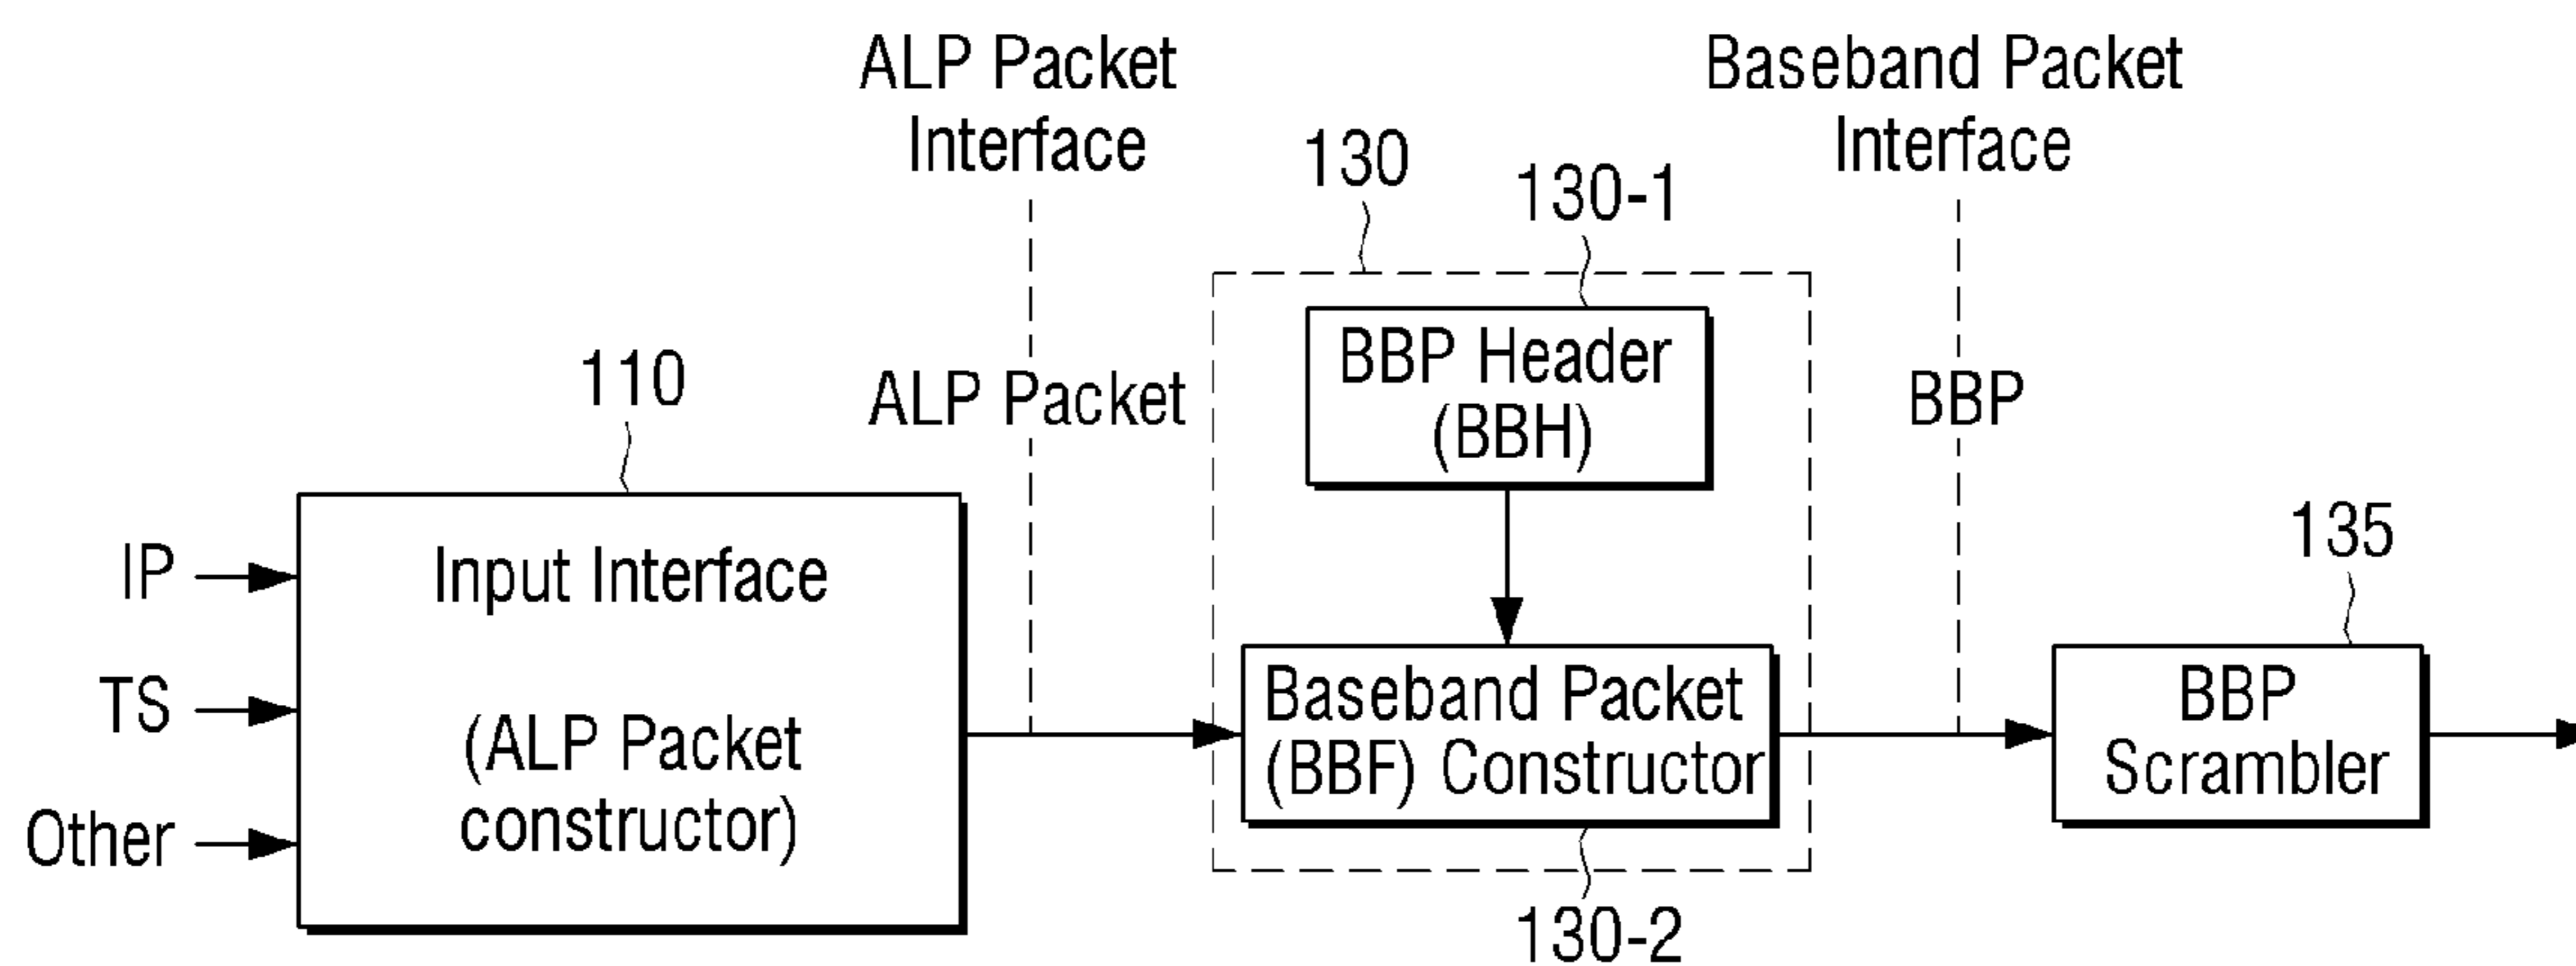 ALP Packet
Interface
Baseband Packet
Interface
130
130-1
BBP Header
(BBH)
110
ALP Packet
BBP
135
IP
TS
Other
Input Interface
(ALP Packet
constructor)
Baseband Packet
(BBF) Constructor
BBP
Scrambler
130-2